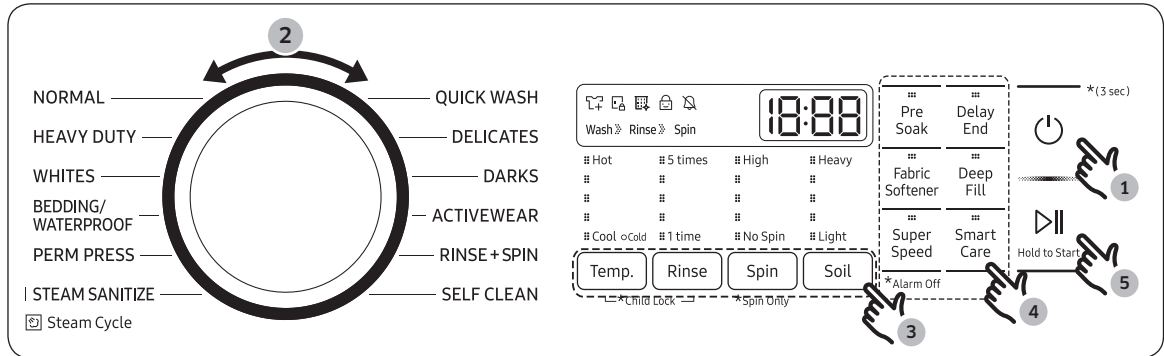 2
NORMAL
HEAVY DUTY
WHITES
BEDDING/
WATERPROOF
PERM PRESS
STEAM SANITIZE
Steam Cycle
QUICK WASH
DELICATES
DARKS
ACTIVEWEAR
RINSE+SPIN
SELF CLEAN
Wash» Rinse» Spin
18:88
Hot 5 times High Heavy
Cool Cold 1 time No Spin Light
Temp. Rinse Spin Soil
*Child Lock *Spin Only
3
Pre
Soak
Delay
End
Fabric
Softener
Deep
Fill
Super
Speed
Smart
Care
*Alarm Off
4
*(3 sec)
1
Hold to Start
5